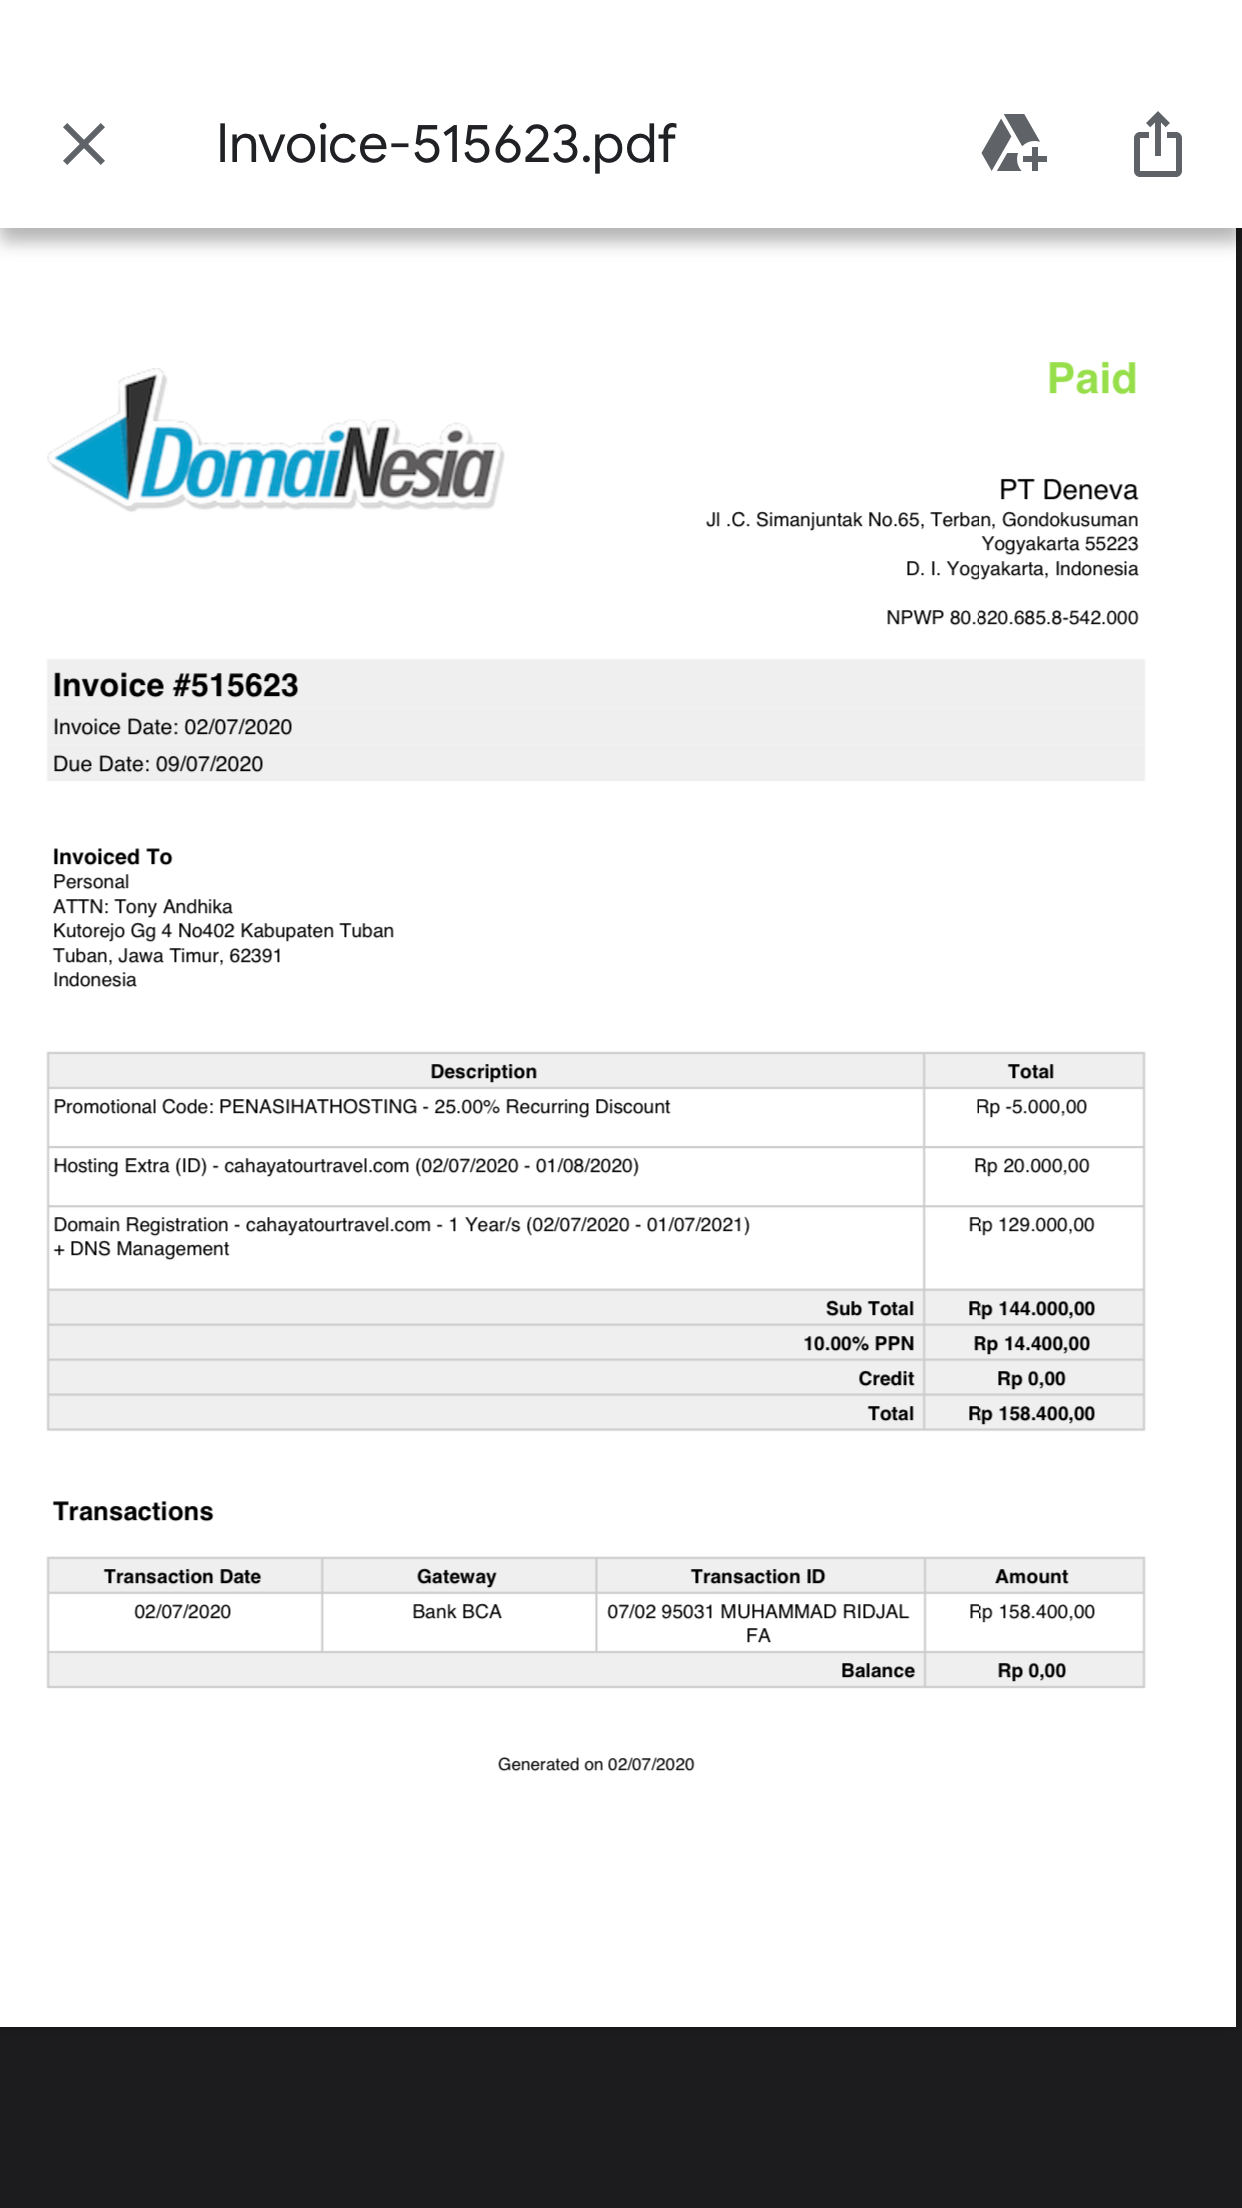 Invoice-515623.pdf
Paid
DomaiNesia
PT Deneva
Jl .C. Simanjuntak No.65, Terban, Gondokusuman
Yogyakarta 55223
D. I. Yogyakarta, Indonesia
NPWP 80.820.685.8-542.000
Invoice #515623
Invoice Date: 02/07/2020
Due Date: 09/07/2020
Invoiced To
Personal
ATTN: Tony Andhika
Kutorejo Gg 4 No402 Kabupaten Tuban
Tuban, Jawa Timur, 62391
Indonesia
Description Total
Promotional Code: PENASIHATHOSTING - 25.00% Recurring Discount Rp -5.000,00
Hosting Extra (ID) - cahayatourtravel.com (02/07/2020 - 01/08/2020) Rp 20.000,00
Domain Registration - cahayatourtravel.com - 1 Year/s (02/07/2020 - 01/07/2021) Rp 129.000,00
+ DNS Management
Sub Total Rp 144.000,00
10.00% PPN Rp 14.400,00
Credit Rp 0,00
Total Rp 158.400,00
Transactions
Transaction Date Gateway Transaction ID Amount
02/07/2020 Bank BCA 07/02 95031 MUHAMMAD RIDJAL Rp 158.400,00
FA
Balance Rp 0,00
Generated on 02/07/2020